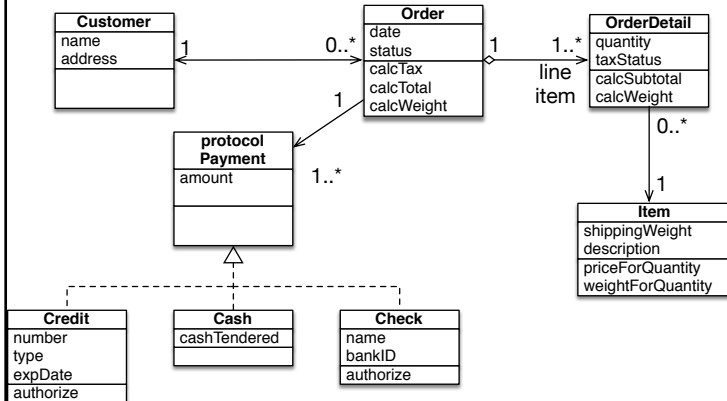 Customer
name
address
1
0..*
Order
date
status
calcTax
calcTotal
calcWeight
1
1..*
line
item
OrderDetail
quantity
taxStatus
calcSubtotal
calcWeight
0..*
1
Item
shippingWeight
description
priceForQuantity
weightForQuantity
1
1..*
protocol
Payment
amount
Credit
number
type
expDate
authorize
Cash
cashTendered
Check
name
bankID
authorize